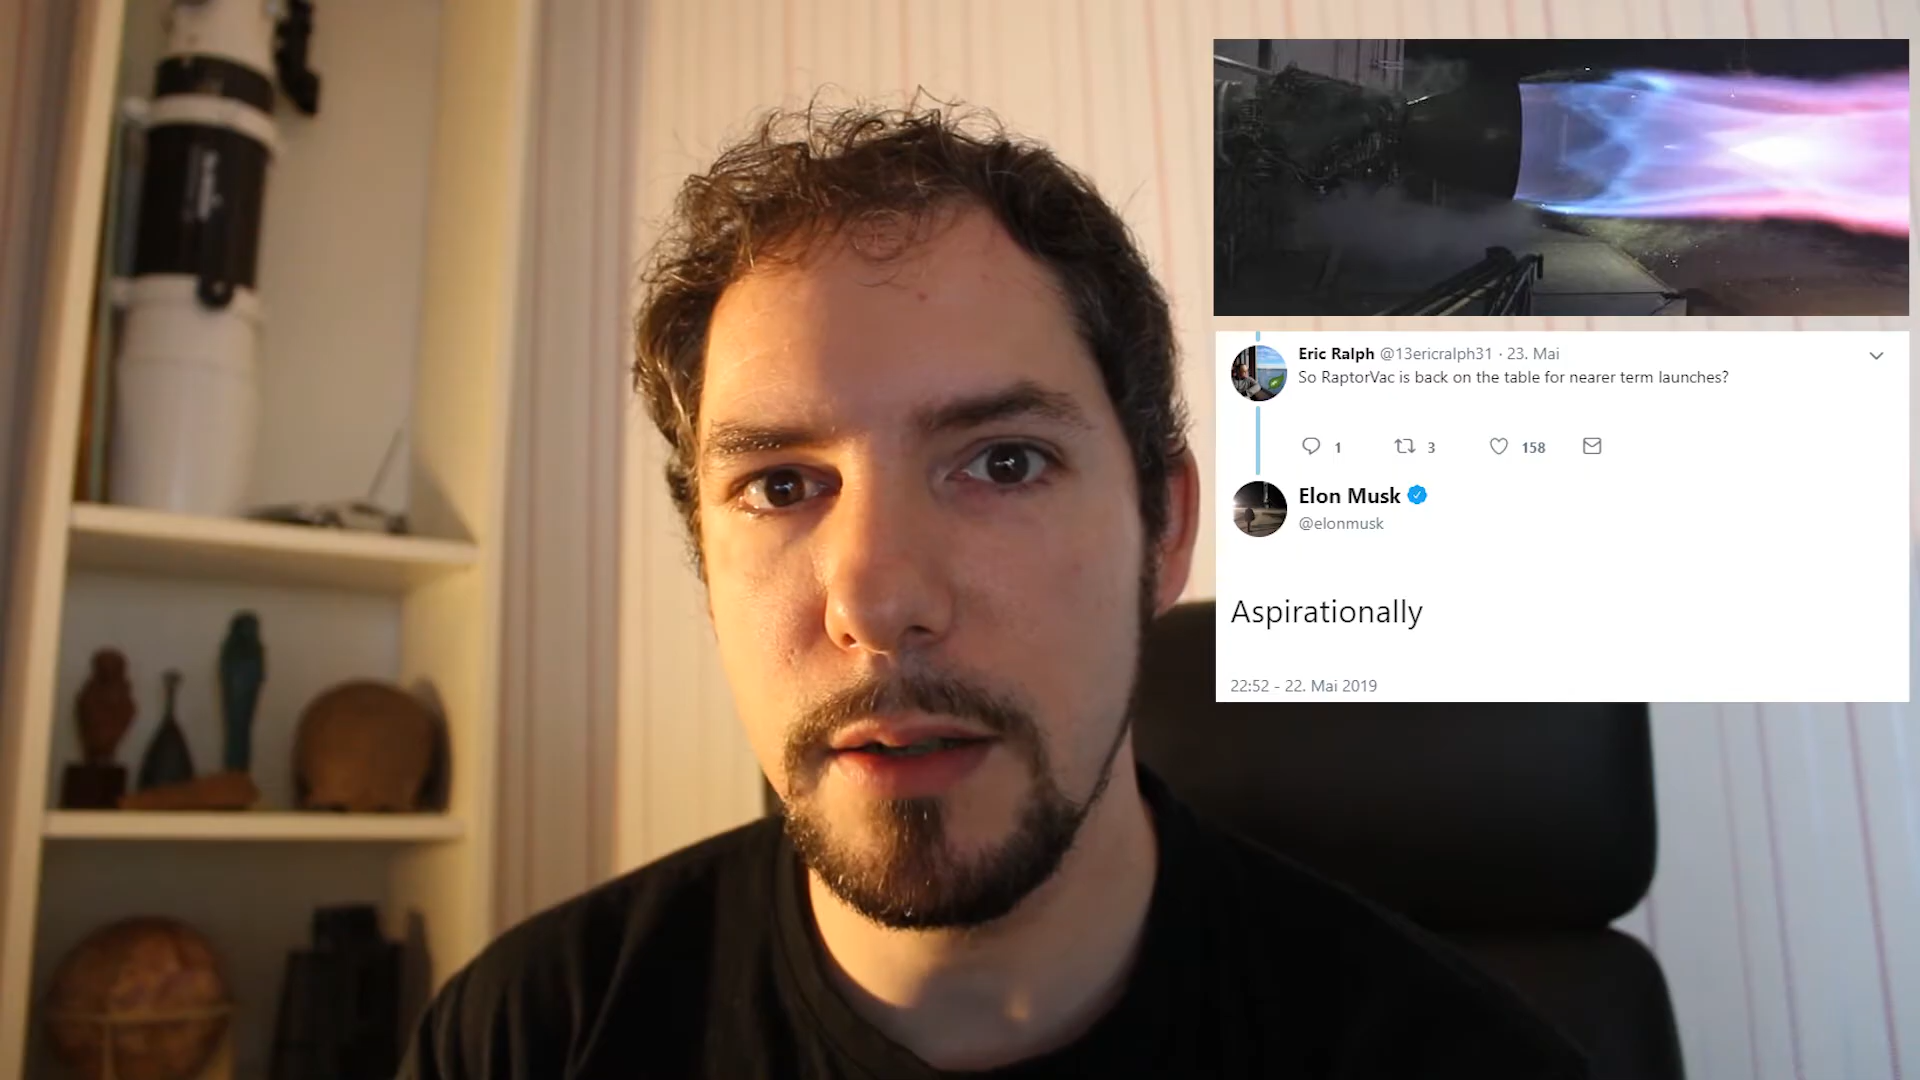 Eric Ralph @13ericralph31 · 23. Mai
So RaptorVac is back on the table for nearer term launches?
1 3 158
Elon Musk
@elonmusk
Aspirationally
22:52 - 22. Mai 2019